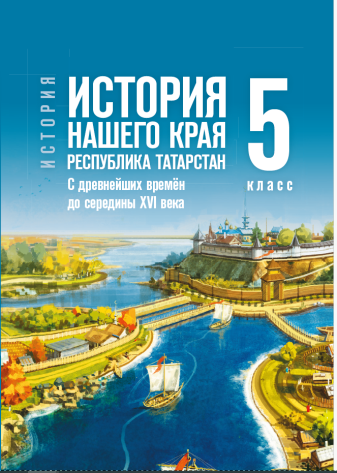 ИСТОРИЯ
ИСТОРИЯ
НАШЕГО КРАЯ
РЕСПУБЛИКА ТАТАРСТАН
С древнейших времён
до середины XVI века
5
класс